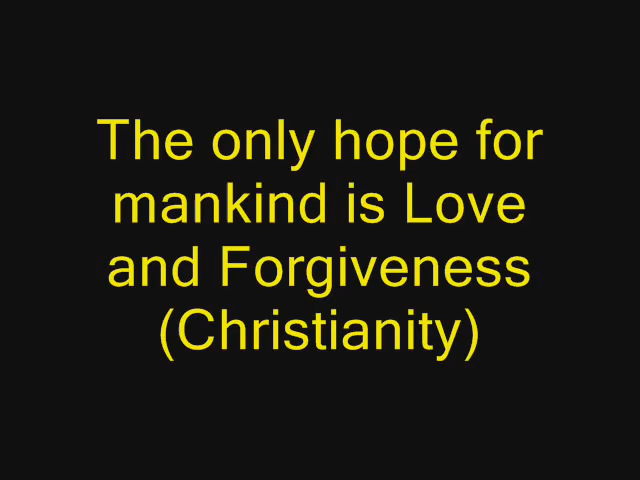 The only hope for
mankind is Love
and Forgiveness
(Christianity)